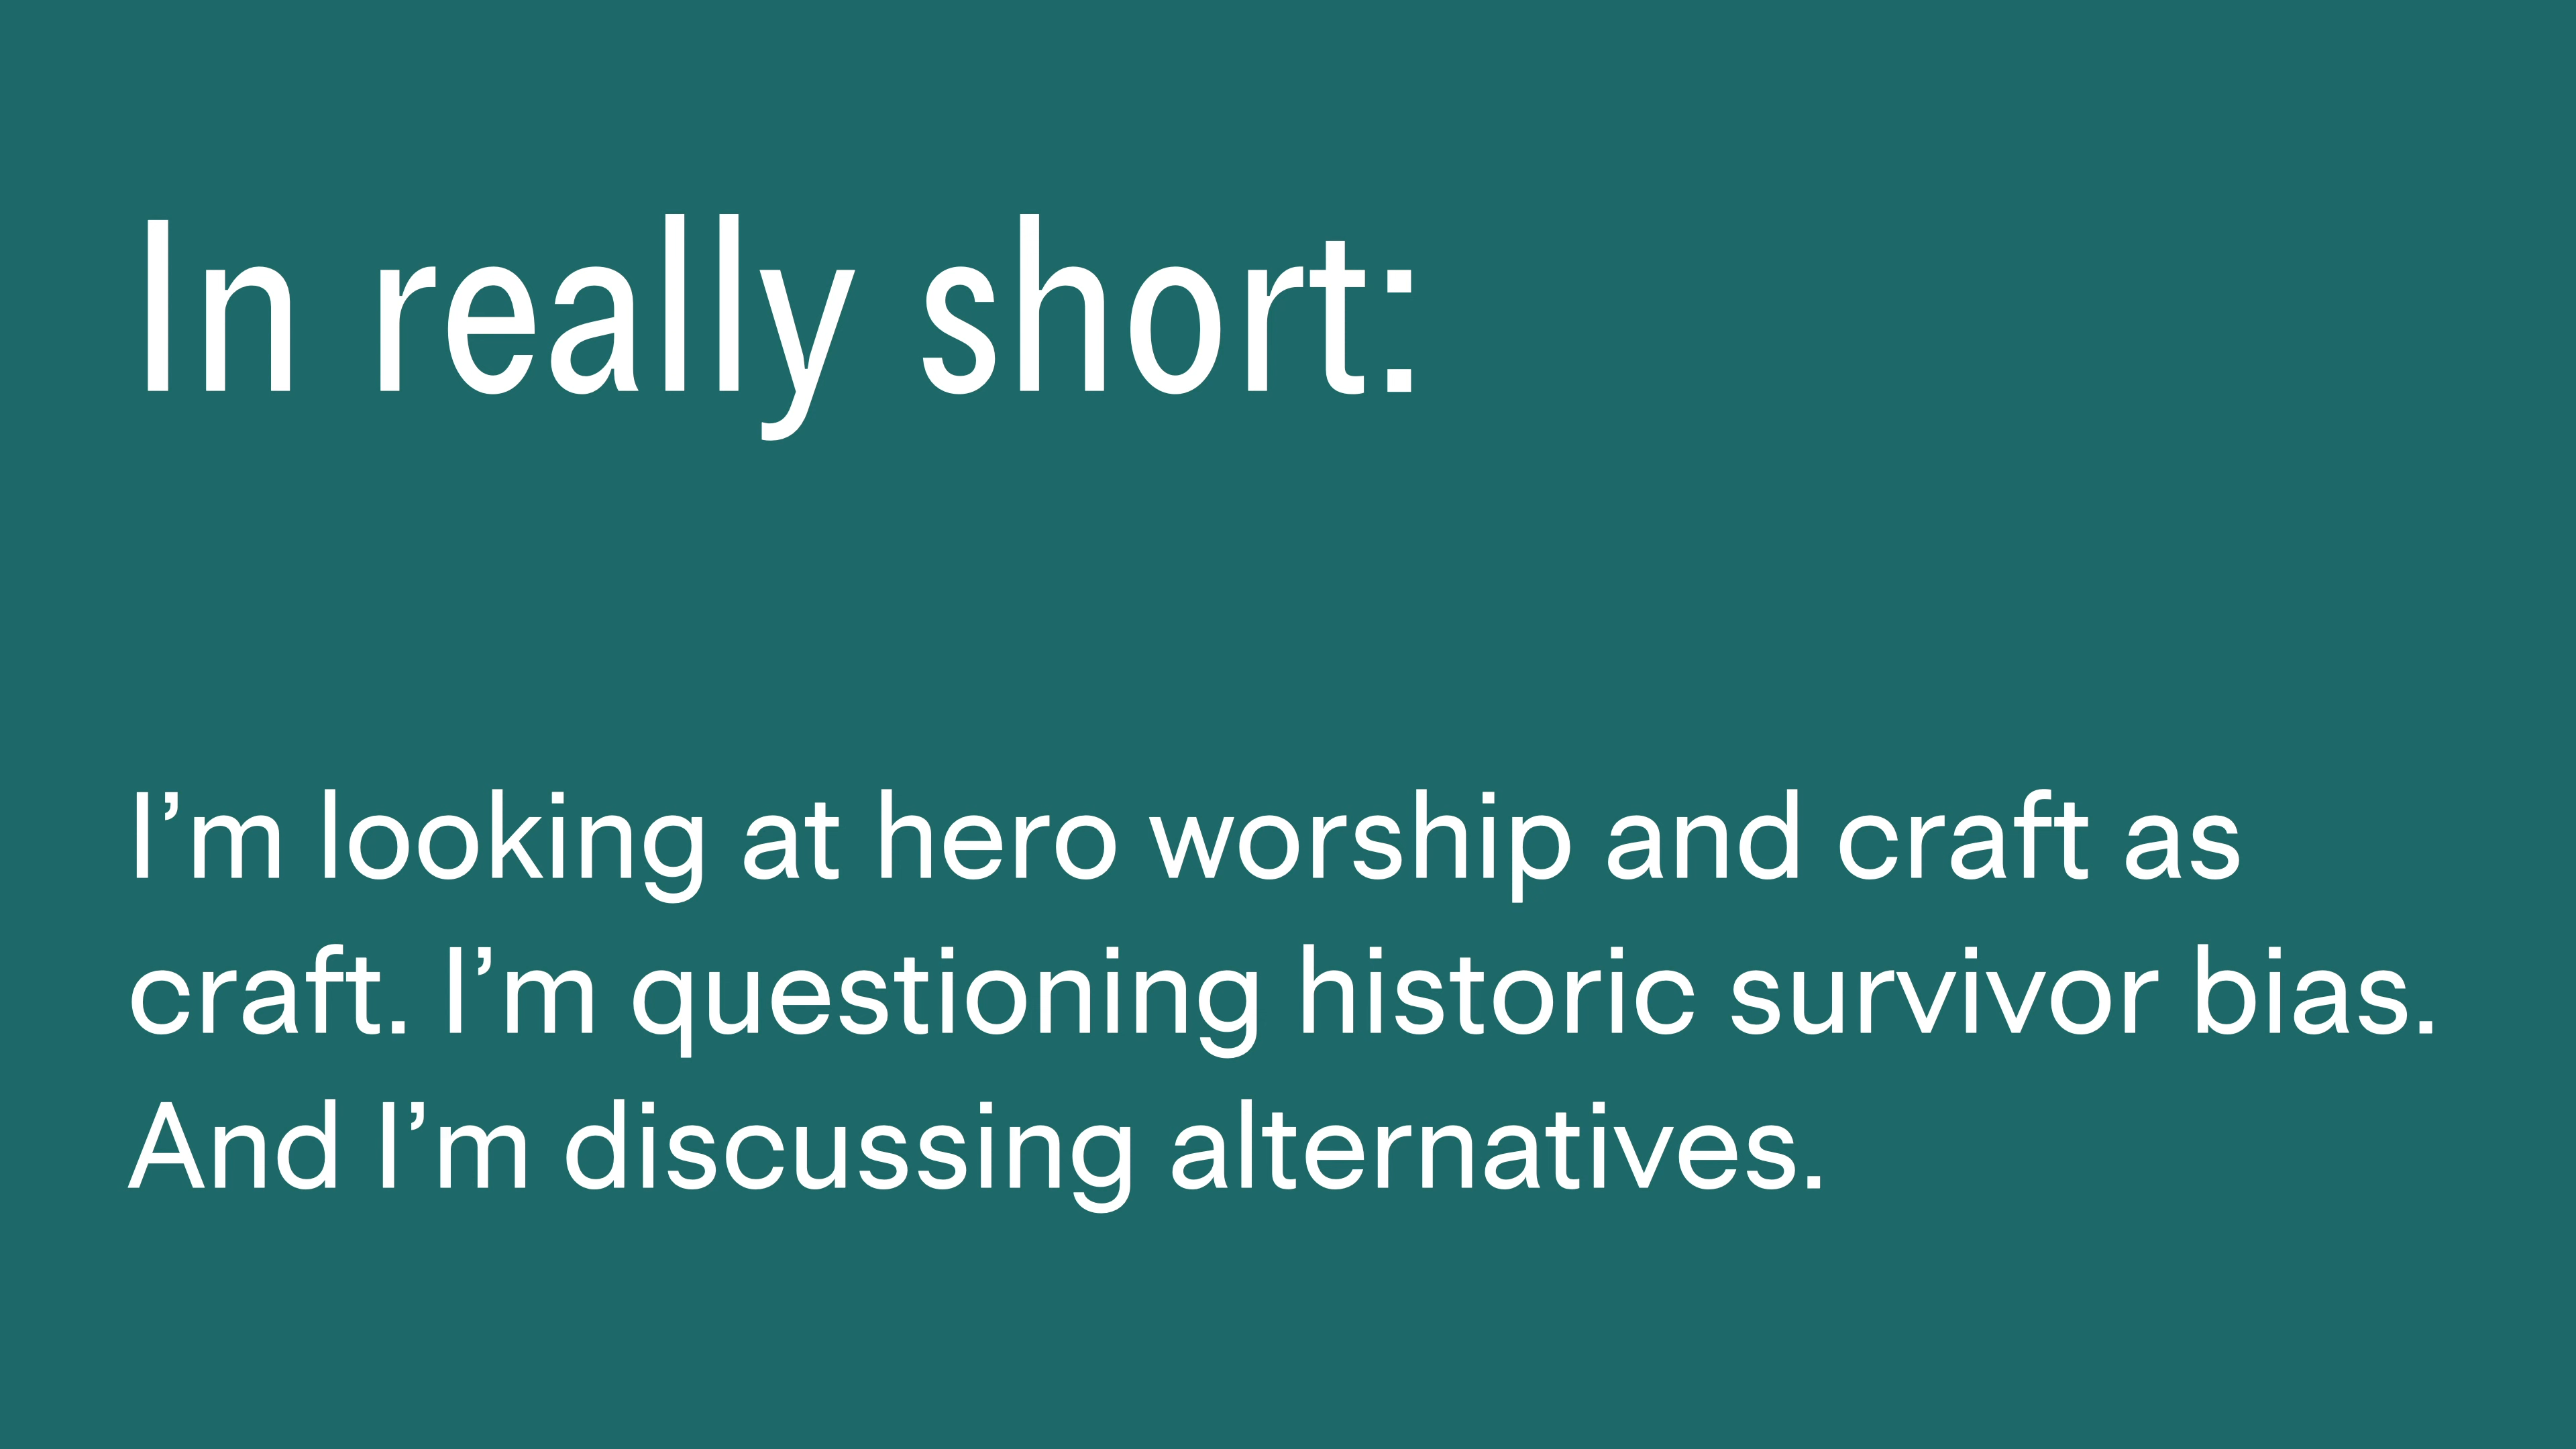 In really short:
I’m looking at hero worship and craft as
craft. I’m questioning historic survivor bias.
And I’m discussing alternatives.